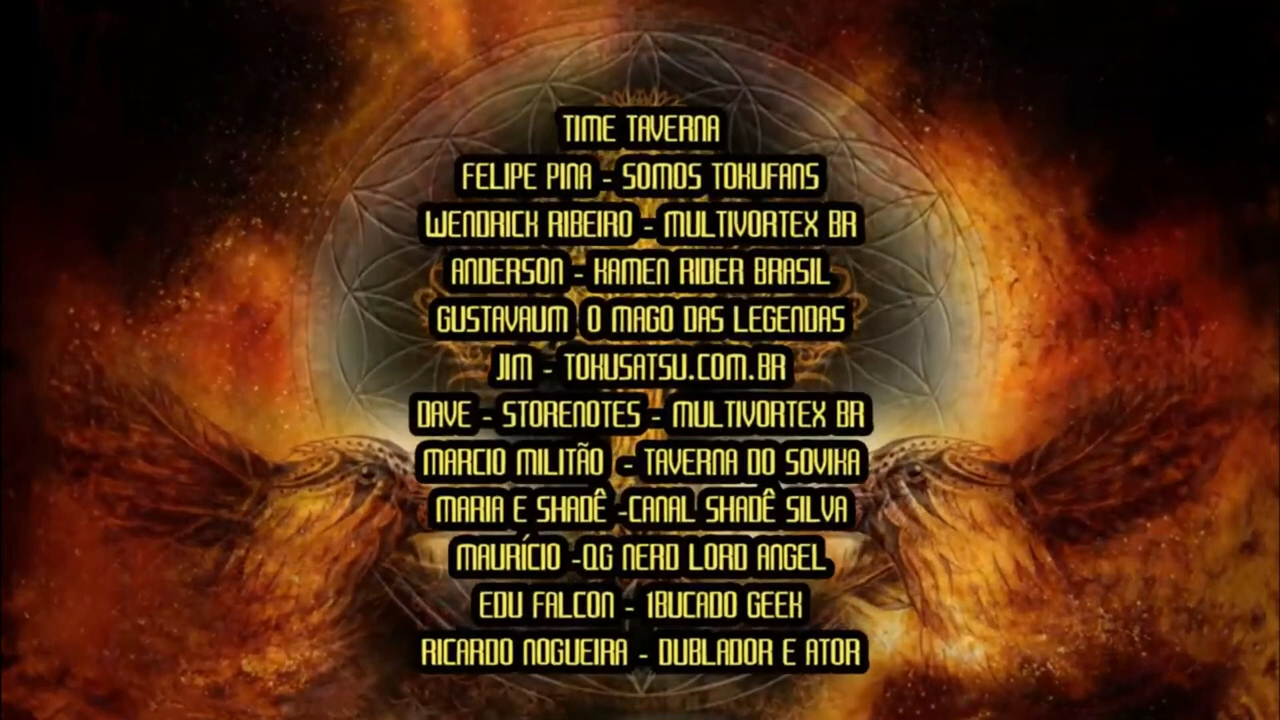 TIME TAVERNA
FELIPE PINA - SOMOS TOKUFANS
WENDRICK RIBEIRO - MULTIVORTEX BR
ANDERSON - KAMEN RIDER BRASIL
GUSTAVAUM O MAGO DAS LEGENDAS
JIM - TOKUSATSU.COM.BR
DAVE - STORENOTES - MULTIVORTEX BR
MARCIO MILITÃO - TAVERNA DO SOVIKA
MARIA E SHADÊ -CANAL SHADÊ SILVA
MAURÍCIO -QG NERD LORD ANGEL
EDU FALCON - 1BUCADO GEEK
RICARDO NOGUEIRA - DUBLADOR E ATOR